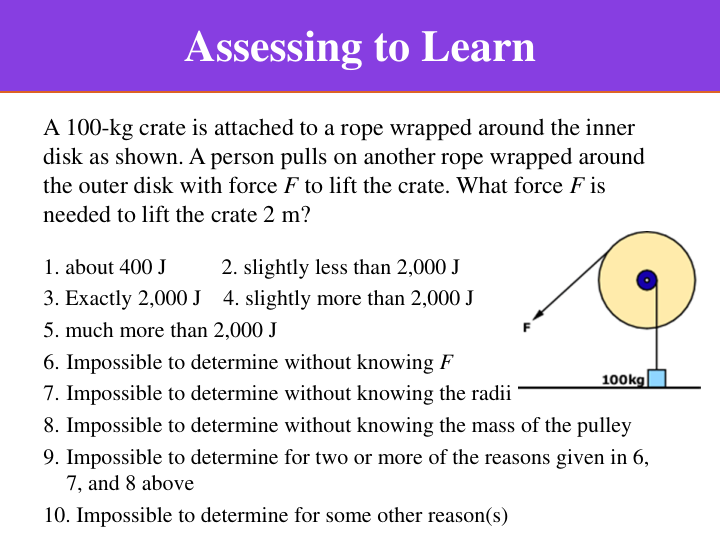 Assessing to Learn
A 100-kg crate is attached to a rope wrapped around the inner
disk as shown. A person pulls on another rope wrapped around
the outer disk with force F to lift the crate. What force F is
needed to lift the crate 2 m?
1. about 400 J 2. slightly less than 2,000 J
3. Exactly 2,000 J 4. slightly more than 2,000 J
5. much more than 2,000 J
6. Impossible to determine without knowing F
7. Impossible to determine without knowing the radii
8. Impossible to determine without knowing the mass of the pulley
9. Impossible to determine for two or more of the reasons given in 6,
7, and 8 above
10. Impossible to determine for some other reason(s)
F
100kg